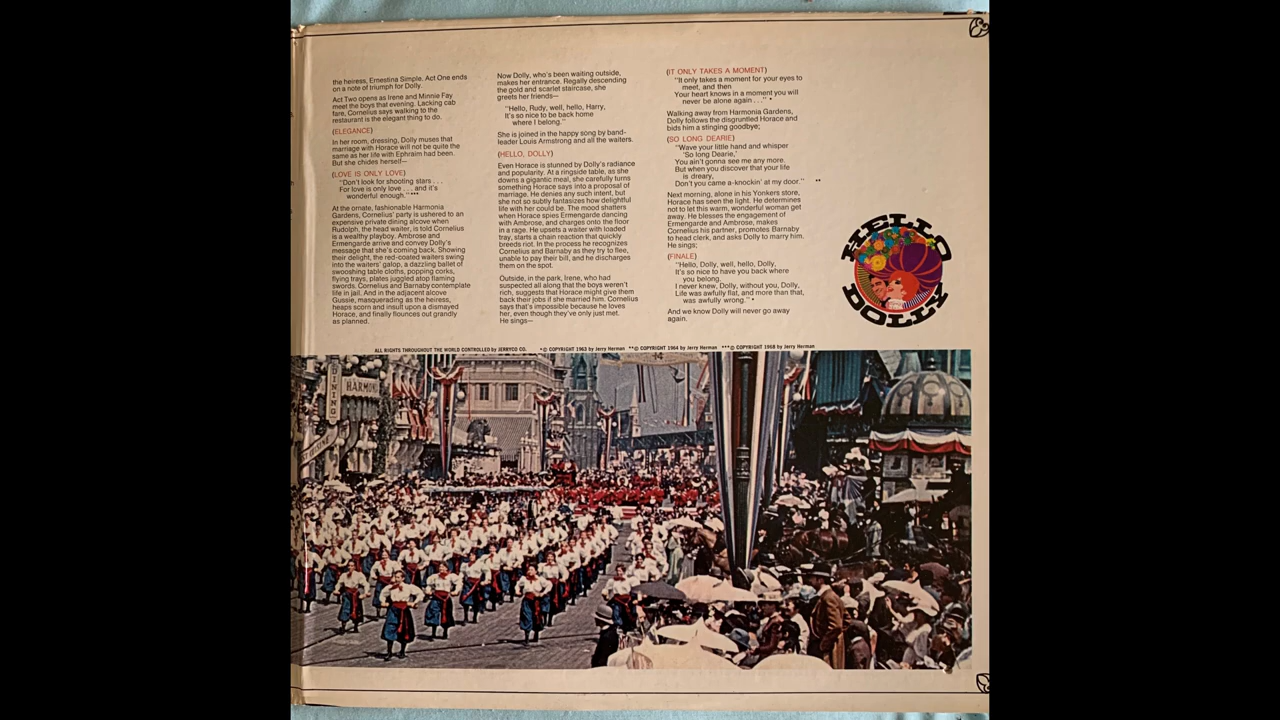 the heiress, Ernestina Simple. Act One ends
on a note of triumph for Dolly.
Act Two opens as Irene and Minnie Fay
meet the boys that evening. Lacking cab
fare, Cornelius says walking to the
restaurant is the elegant thing to do.
(ELEGANCE)
In her room, dressing, Dolly muses that
marriage with Horace will not be quite the
same as her life with Ephraim had been.
But she chides herself—
(LOVE IS ONLY LOVE)
"Don't look for shooting stars . . .
For love is only love . . . and it's
wonderful enough." ***
At the ornate, fashionable Harmonia
Gardens, Cornelius' party is ushered to an
expensive private dining alcove when
Rudolph, the head waiter, is told Cornelius
is a wealthy playboy. Ambrose and
Ermengarde arrive and convey Dolly's
message that she's coming back. Showing
their delight, the red-coated waiters swing
into the waiters' galop, a dazzling ballet of
swooshing table cloths, popping corks,
flying trays, plates juggled atop flaming
swords. Cornelius and Barnaby contemplate
life in jail. And in the adjacent alcove
Gussie, masquerading as the heiress,
heaps scorn and insult upon a dismayed
Horace, and finally flounces out grandly
as planned.
Now Dolly, who's been waiting outside,
makes her entrance. Regally descending
the gold and scarlet staircase, she
greets her friends—
"Hello, Rudy, well, hello, Harry,
It's so nice to be back home
where I belong."
She is joined in the happy song by band-
leader Louis Armstrong and all the waiters.
(HELLO, DOLLY)
Even Horace is stunned by Dolly's radiance
and popularity. At a ringside table, as she
downs a gigantic meal, she carefully turns
something Horace says into a proposal of
marriage. He denies any such intent, but
she not so subtly fantasizes how delightful
life with her could be. The mood shatters
when Horace spies Ermengarde dancing
with Ambrose, and charges onto the floor
in a rage. He upsets a waiter with loaded
tray, starts a chain reaction that quickly
breeds riot. In the process he recognizes
Cornelius and Barnaby as they try to flee,
unable to pay their bill, and he discharges
them on the spot.
Outside, in the park, Irene, who had
suspected all along that the boys weren't
rich, suggests that Horace might give them
back their jobs if she married him. Cornelius
says that's impossible because he loves
her, even though they've only just met.
He sings—
(IT ONLY TAKES A MOMENT)
"It only takes a moment for your eyes to
meet, and then
Your heart knows in a moment you will
never be alone again . . ." *
Walking away from Harmonia Gardens,
Dolly follows the disgruntled Horace and
bids him a stinging goodbye;
(SO LONG DEARIE)
"Wave your little hand and whisper
'So long Dearie,'
You ain't gonna see me any more.
But when you discover that your life
is dreary,
Don't you came a-knockin' at my door." **
Next morning, alone in his Yonkers store,
Horace has seen the light. He determines
not to let this warm, wonderful woman get
away. He blesses the engagement of
Ermengarde and Ambrose, makes
Cornelius his partner, promotes Barnaby
to head clerk, and asks Dolly to marry him.
He sings;
(FINALE)
"Hello, Dolly, well, hello, Dolly,
It's so nice to have you back where
you belong.
I never knew, Dolly, without you, Dolly,
Life was awfully flat, and more than that,
was awfully wrong." *
And we know Dolly will never go away
again.
HELLO
DOLLY
ALL RIGHTS THROUGHOUT THE WORLD CONTROLLED by JERRYCO CO. *© COPYRIGHT 1963 by Jerry Herman **© COPYRIGHT 1964 by Jerry Herman ***© COPYRIGHT 1968 by Jerry Herman
14
DINING
HARMON